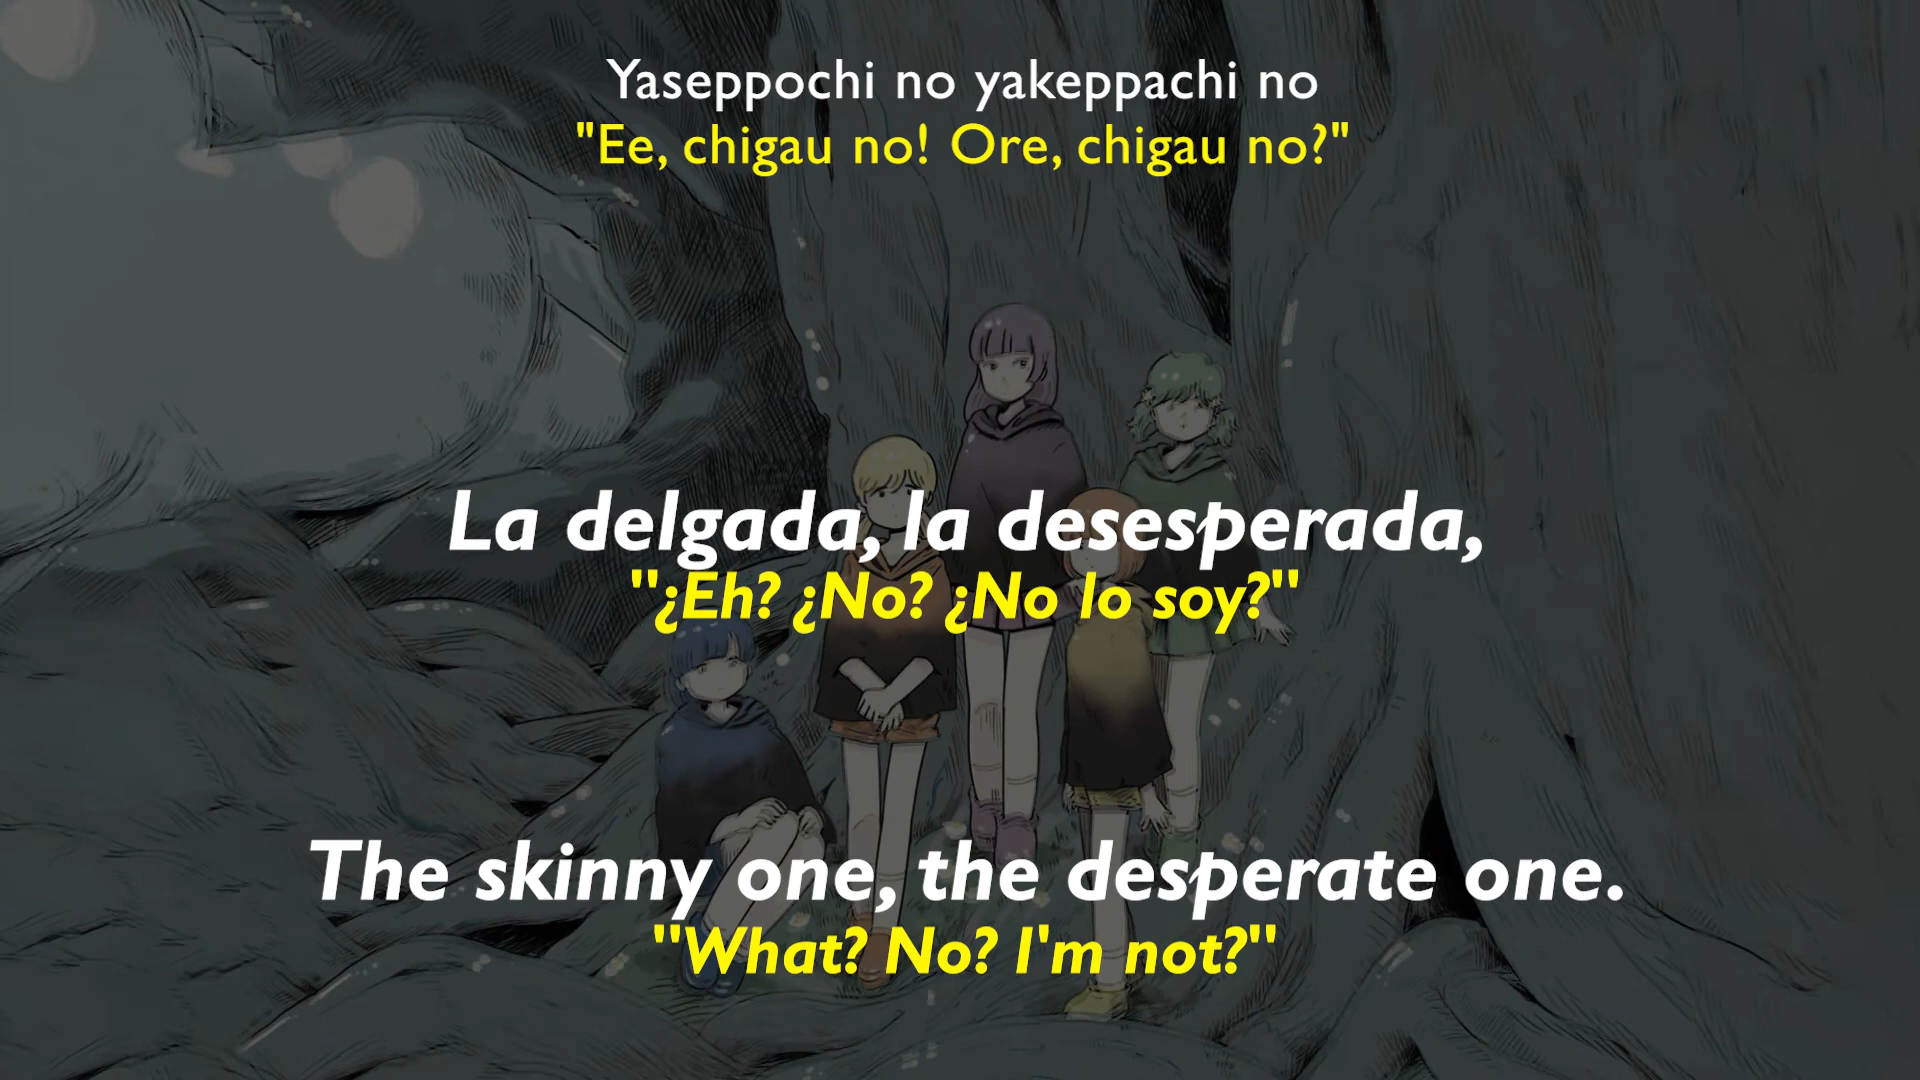 Yaseppochi no yakeppachi no
"Ee, chigau no! Ore, chigau no?"
La delgada, la desesperada,
"¿Eh? ¿No? ¿No lo soy?"
The skinny one, the desperate one.
"What? No? I'm not?"